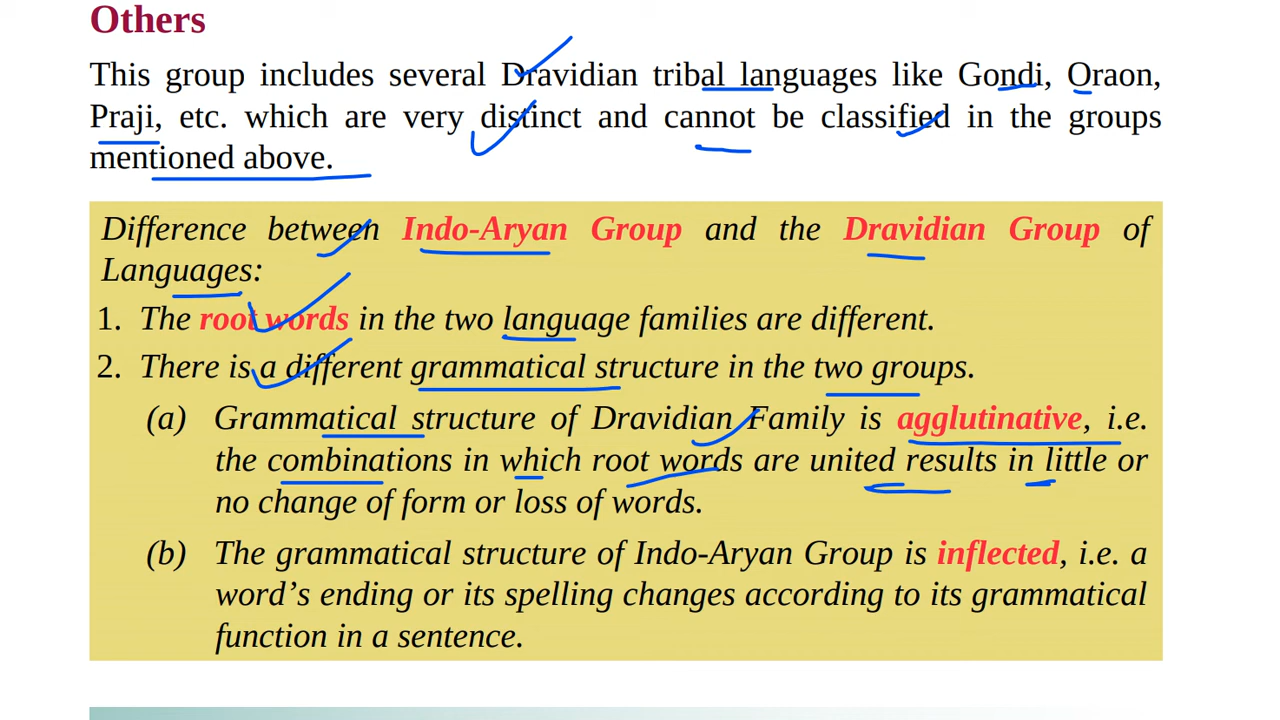 Others
This group includes several Dravidian tribal languages like Gondi, Oraon,
Praji, etc. which are very distinct and cannot be classified in the groups
mentioned above.
Difference between Indo-Aryan Group and the Dravidian Group of
Languages:
1. The root words in the two language families are different.
2. There is a different grammatical structure in the two groups.
(a) Grammatical structure of Dravidian Family is agglutinative, i.e.
the combinations in which root words are united results in little or
no change of form or loss of words.
(b) The grammatical structure of Indo-Aryan Group is inflected, i.e. a
word’s ending or its spelling changes according to its grammatical
function in a sentence.